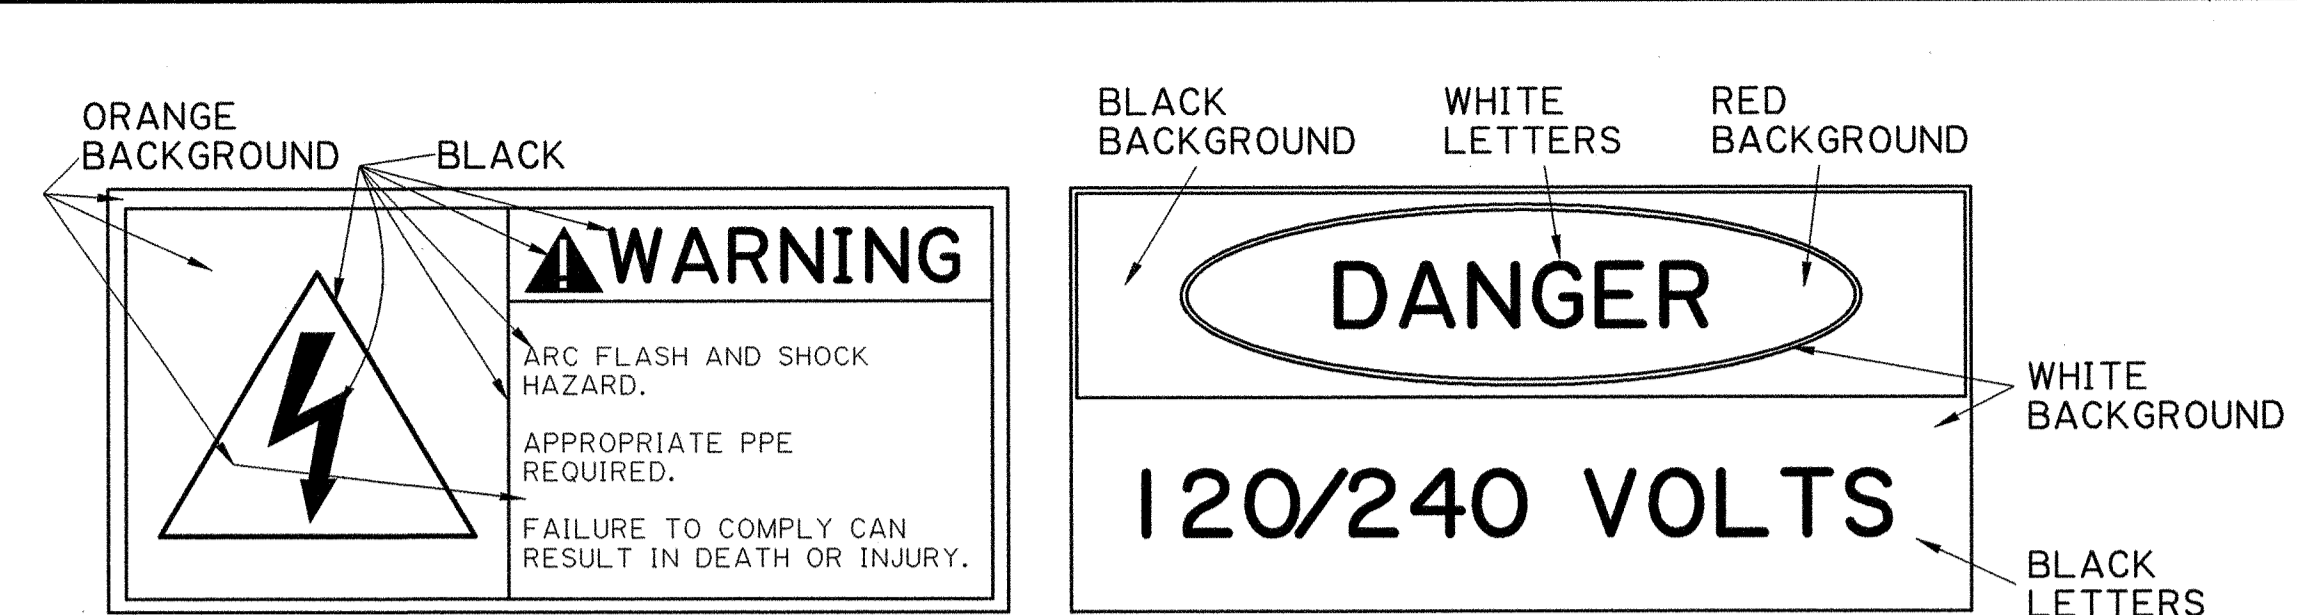 ORANGE
BACKGROUND
BLACK
WARNING
ARC FLASH AND SHOCK
HAZARD.
APPROPRIATE PPE
REQUIRED.
FAILURE TO COMPLY CAN
RESULT IN DEATH OR INJURY.
BLACK
BACKGROUND
WHITE
LETTERS
RED
BACKGROUND
DANGER
WHITE
BACKGROUND
120/240 VOLTS
BLACK
LETTERS